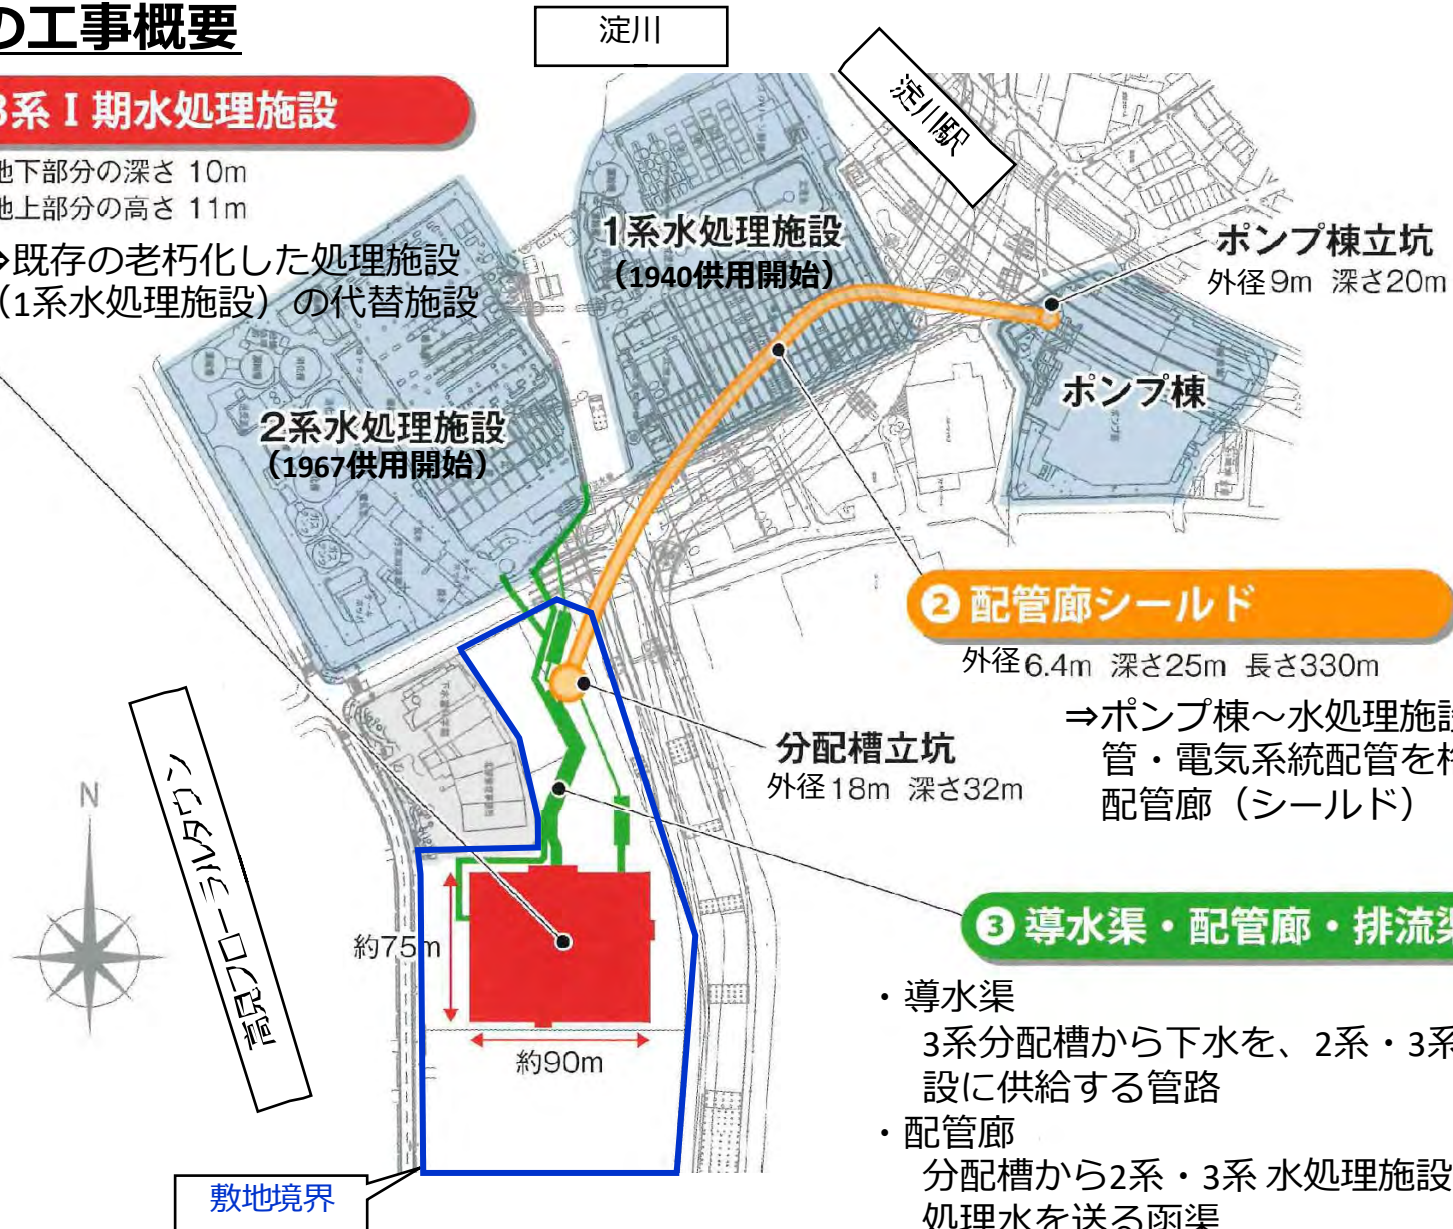 の工事概要
淀川
淀川駅
3系Ⅰ期水処理施設
地下部分の深さ 10m
地上部分の高さ 11m
⇒既存の老朽化した処理施設
（1系水処理施設）の代替施設
1系水処理施設
（1940供用開始）
ポンプ棟立坑
外径9m 深さ20m
ポンプ棟
2系水処理施設
（1967供用開始）
❷ 配管廊シールド
外径6.4m 深さ25m 長さ330m
⇒ポンプ棟～水処理施設
管・電気系統配管を格
配管廊（シールド）
分配槽立坑
外径18m 深さ32m
N
高見フローラルタウン
約75m
約90m
❸ 導水渠・配管廊・排流渠
・導水渠
3系分配槽から下水を、2系・3系
設に供給する管路
・配管廊
分配槽から2系・3系 水処理施設
処理水を送る函渠
敷地境界